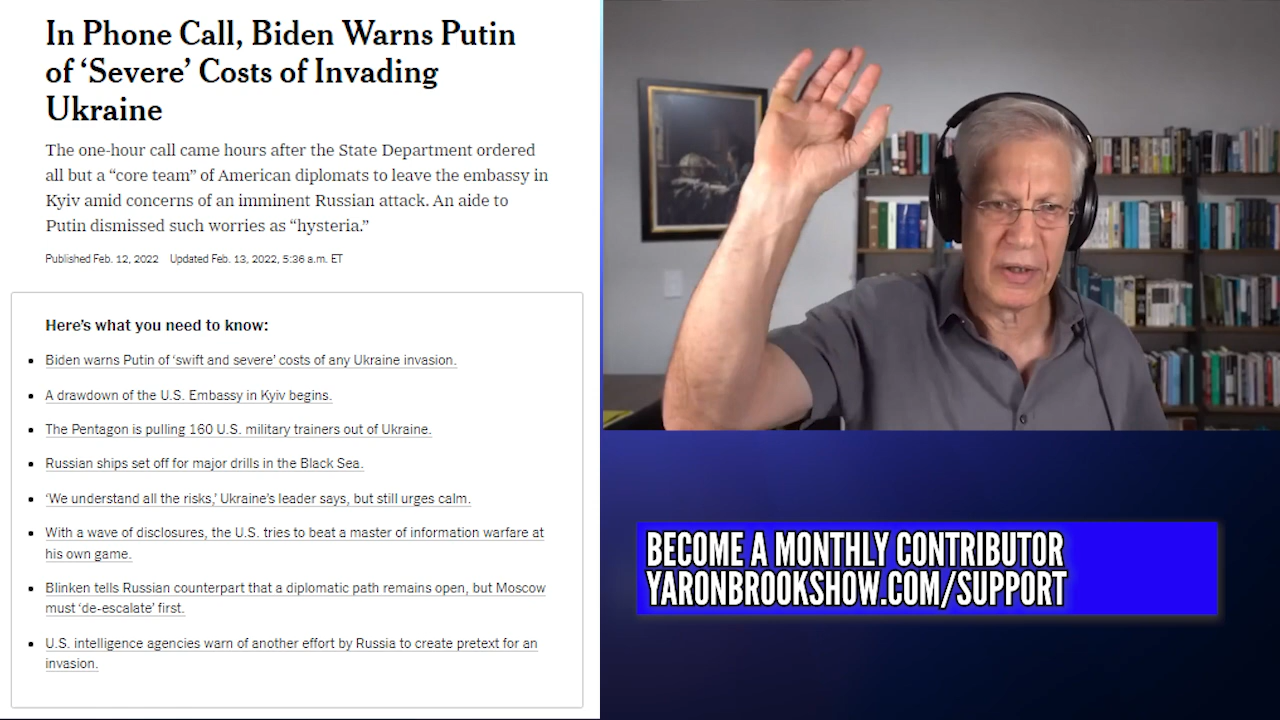 In Phone Call, Biden Warns Putin
of ‘Severe’ Costs of Invading
Ukraine
The one-hour call came hours after the State Department ordered
all but a “core team” of American diplomats to leave the embassy in
Kyiv amid concerns of an imminent Russian attack. An aide to
Putin dismissed such worries as “hysteria.”
Published Feb. 12, 2022 Updated Feb. 13, 2022, 5:36 a.m. ET
Here’s what you need to know:
Biden warns Putin of ‘swift and severe’ costs of any Ukraine invasion.
A drawdown of the U.S. Embassy in Kyiv begins.
The Pentagon is pulling 160 U.S. military trainers out of Ukraine.
Russian ships set off for major drills in the Black Sea.
‘We understand all the risks,’ Ukraine’s leader says, but still urges calm.
With a wave of disclosures, the U.S. tries to beat a master of information warfare at
his own game.
Blinken tells Russian counterpart that a diplomatic path remains open, but Moscow
must ‘de-escalate’ first.
U.S. intelligence agencies warn of another effort by Russia to create pretext for an
invasion.
BECOME A MONTHLY CONTRIBUTOR
YARONBROOKSHOW.COM/SUPPORT